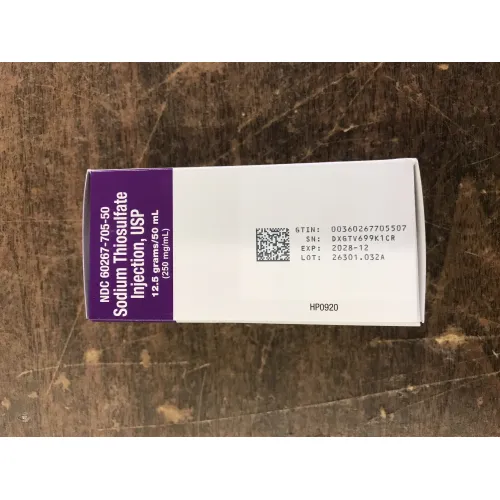 NDC 60267-705-50
Sodium Thiosulfate
Injection, USP
12.5 grams/50 mL
(250 mg/mL)
GTIN: 00360267705507
SN: DXGTV699K1CR
EXP: 2028-12
LOT: 26301.032A
HP0920